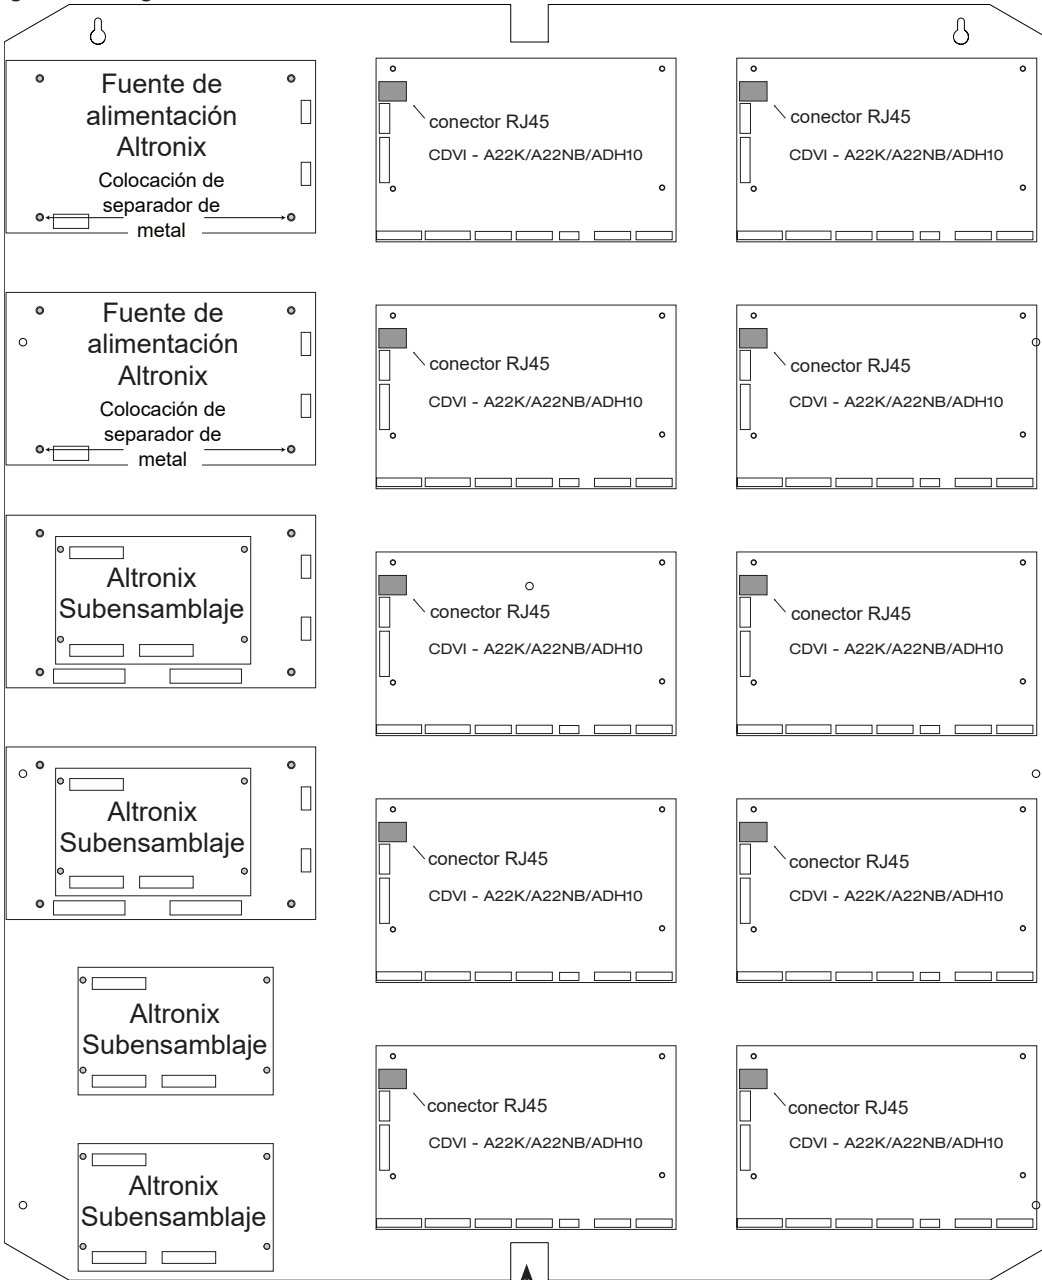 Fuente de
alimentación
Altronix
Colocación de
separador de
metal
conector RJ45
CDVI - A22K/A22NB/ADH10
conector RJ45
CDVI - A22K/A22NB/ADH10
Fuente de
alimentación
Altronix
Colocación de
separador de
metal
conector RJ45
CDVI - A22K/A22NB/ADH10
conector RJ45
CDVI - A22K/A22NB/ADH10
Altronix
Subensamblaje
conector RJ45
CDVI - A22K/A22NB/ADH10
conector RJ45
CDVI - A22K/A22NB/ADH10
Altronix
Subensamblaje
conector RJ45
CDVI - A22K/A22NB/ADH10
conector RJ45
CDVI - A22K/A22NB/ADH10
Altronix
Subensamblaje
conector RJ45
CDVI - A22K/A22NB/ADH10
conector RJ45
CDVI - A22K/A22NB/ADH10
Altronix
Subensamblaje